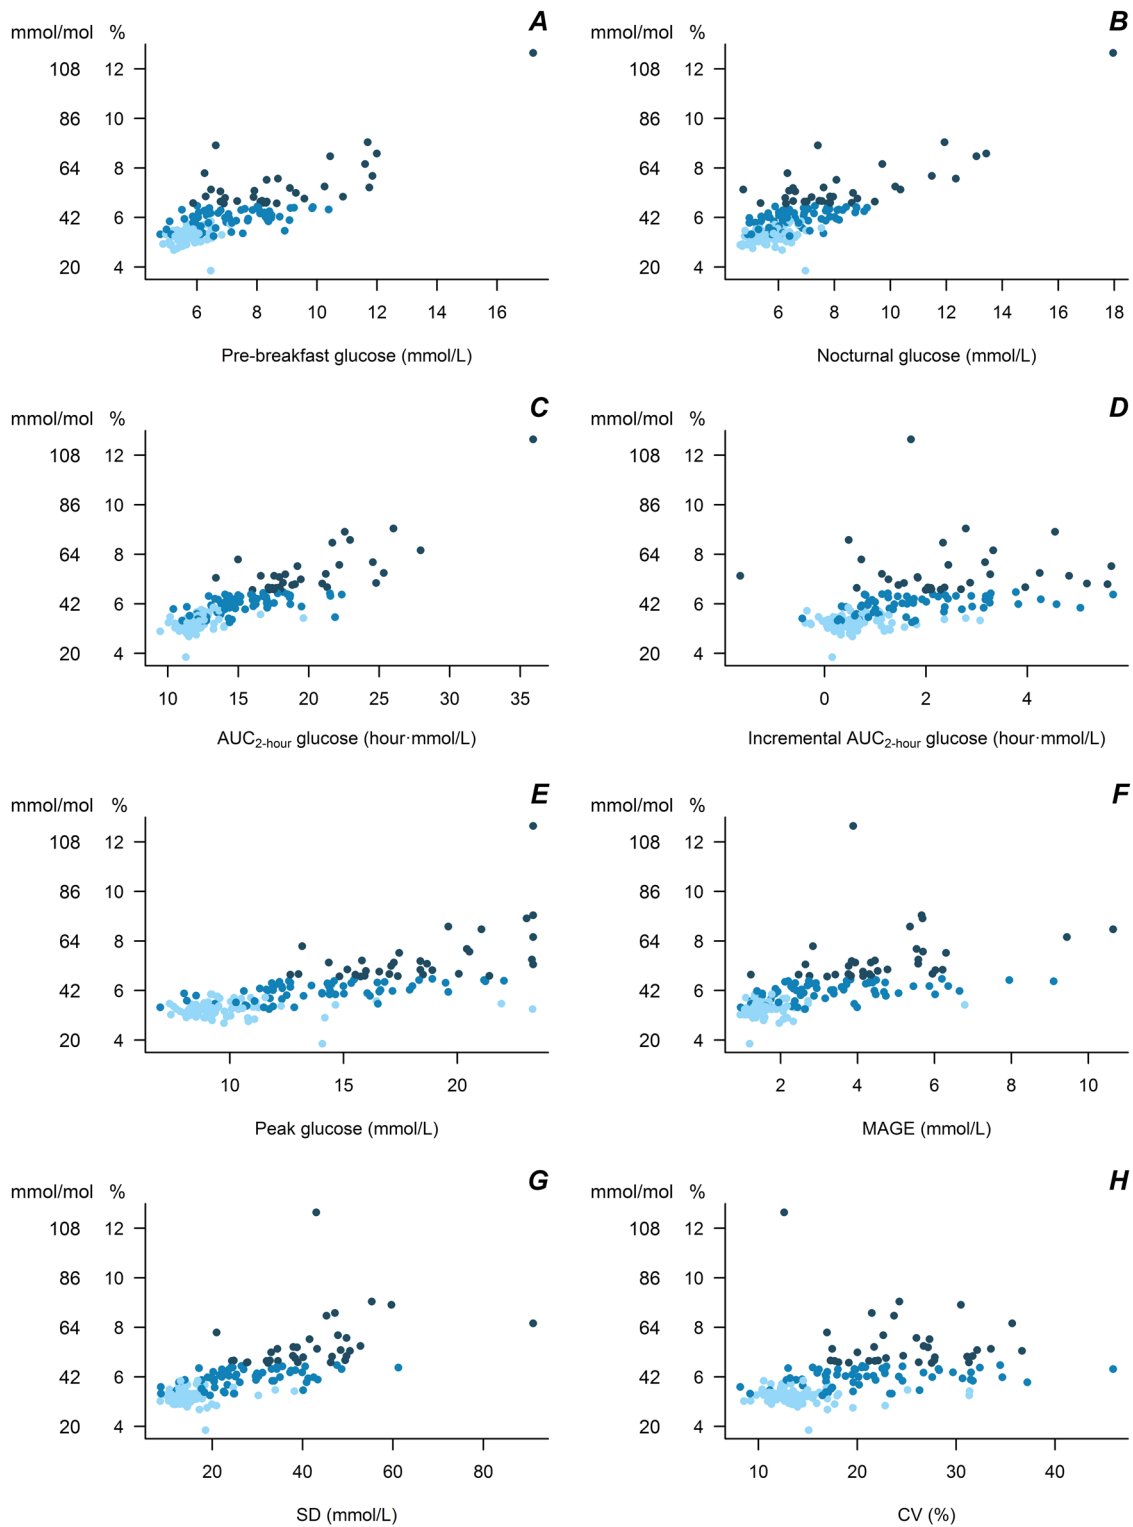 A
B
mmol/mol %
mmol/mol %
108 12
108 12
86 10
86 10
64 8
64 8
42 6
42 6
20 4
20 4
6 8 10 12 14 16
6 8 10 12 14 16 18
Pre-breakfast glucose (mmol/L)
Nocturnal glucose (mmol/L)
C
D
mmol/mol %
mmol/mol %
108 12
108 12
86 10
86 10
64 8
64 8
42 6
42 6
20 4
20 4
10 15 20 25 30 35
0 2 4
AUC2-hour glucose (hour·mmol/L)
Incremental AUC2-hour glucose (hour·mmol/L)
E
F
mmol/mol %
mmol/mol %
108 12
108 12
86 10
86 10
64 8
64 8
42 6
42 6
20 4
20 4
10 15 20
2 4 6 8 10
Peak glucose (mmol/L)
MAGE (mmol/L)
G
H
mmol/mol %
mmol/mol %
108 12
108 12
86 10
86 10
64 8
64 8
42 6
42 6
20 4
20 4
20 40 60 80
10 20 30 40
SD (mmol/L)
CV (%)